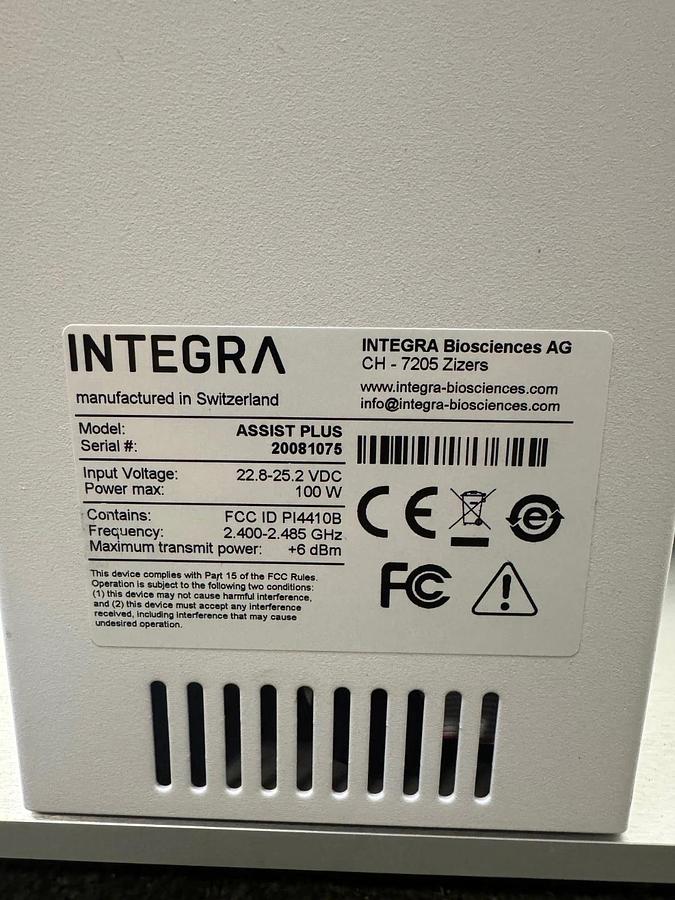 INTEGRA
manufactured in Switzerland
INTEGRA Biosciences AG
CH - 7205 Zizers
www.integra-biosciences.com
info@integra-biosciences.com
Model: ASSIST PLUS
Serial #: 20081075
Input Voltage: 22.8-25.2 VDC
Power max: 100 W
Contains: FCC ID PI4410B
Frequency: 2.400-2.485 GHz
Maximum transmit power: +6 dBm
This device complies with Part 15 of the FCC Rules.
Operation is subject to the following two conditions:
(1) this device may not cause harmful interference,
and (2) this device must accept any interference
received, including interference that may cause
undesired operation.
CE
e
FC
!